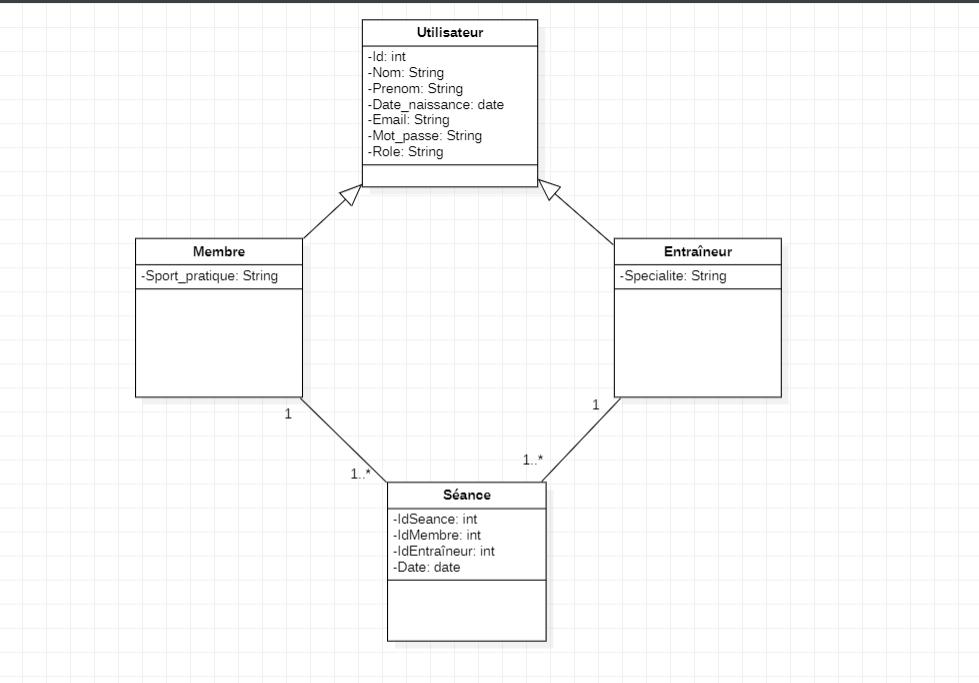 Utilisateur
-Id: int
-Nom: String
-Prenom: String
-Date_naissance: date
-Email: String
-Mot_passe: String
-Role: String
Membre
-Sport_pratique: String
Entraîneur
-Specialite: String
1
1..*
1
1..*
Séance
-IdSeance: int
-IdMembre: int
-IdEntraîneur: int
-Date: date